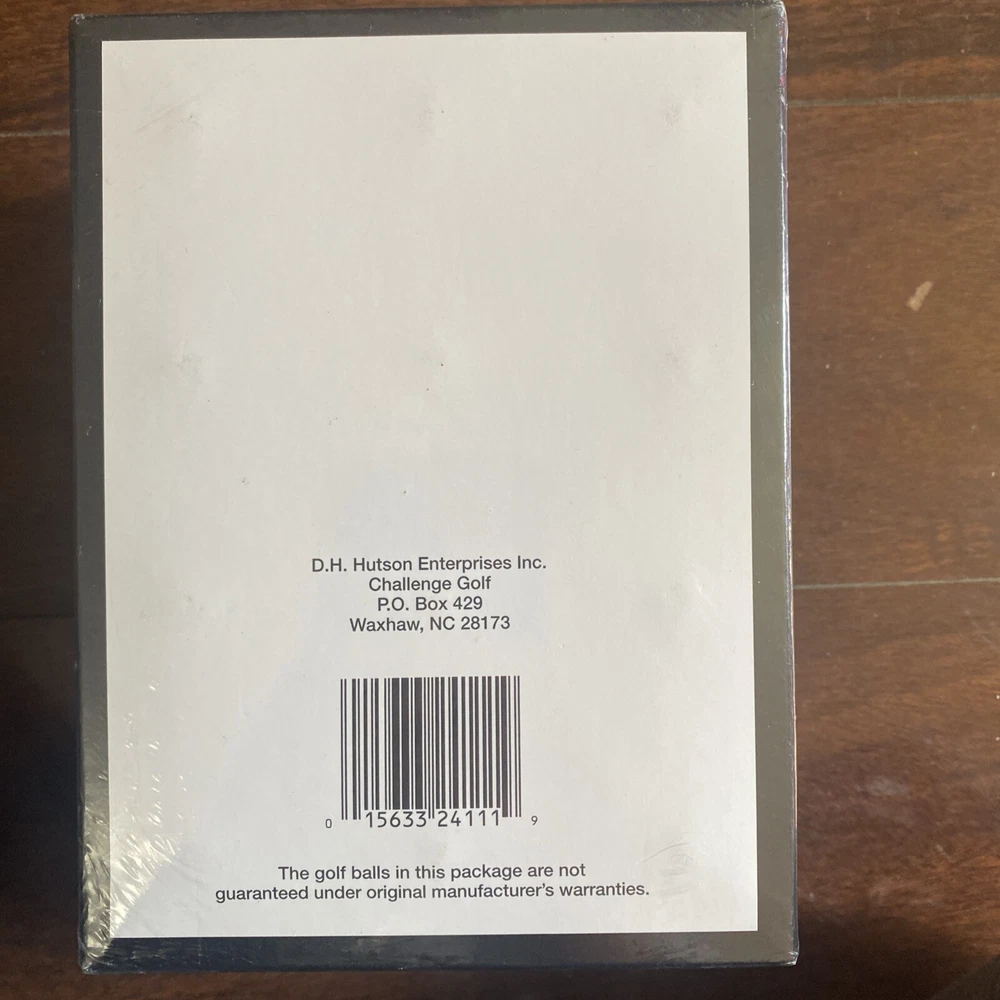 D.H. Hutson Enterprises Inc.
Challenge Golf
P.O. Box 429
Waxhaw, NC 28173
0 15633 24111 9
The golf balls in this package are not
guaranteed under original manufacturer's warranties.